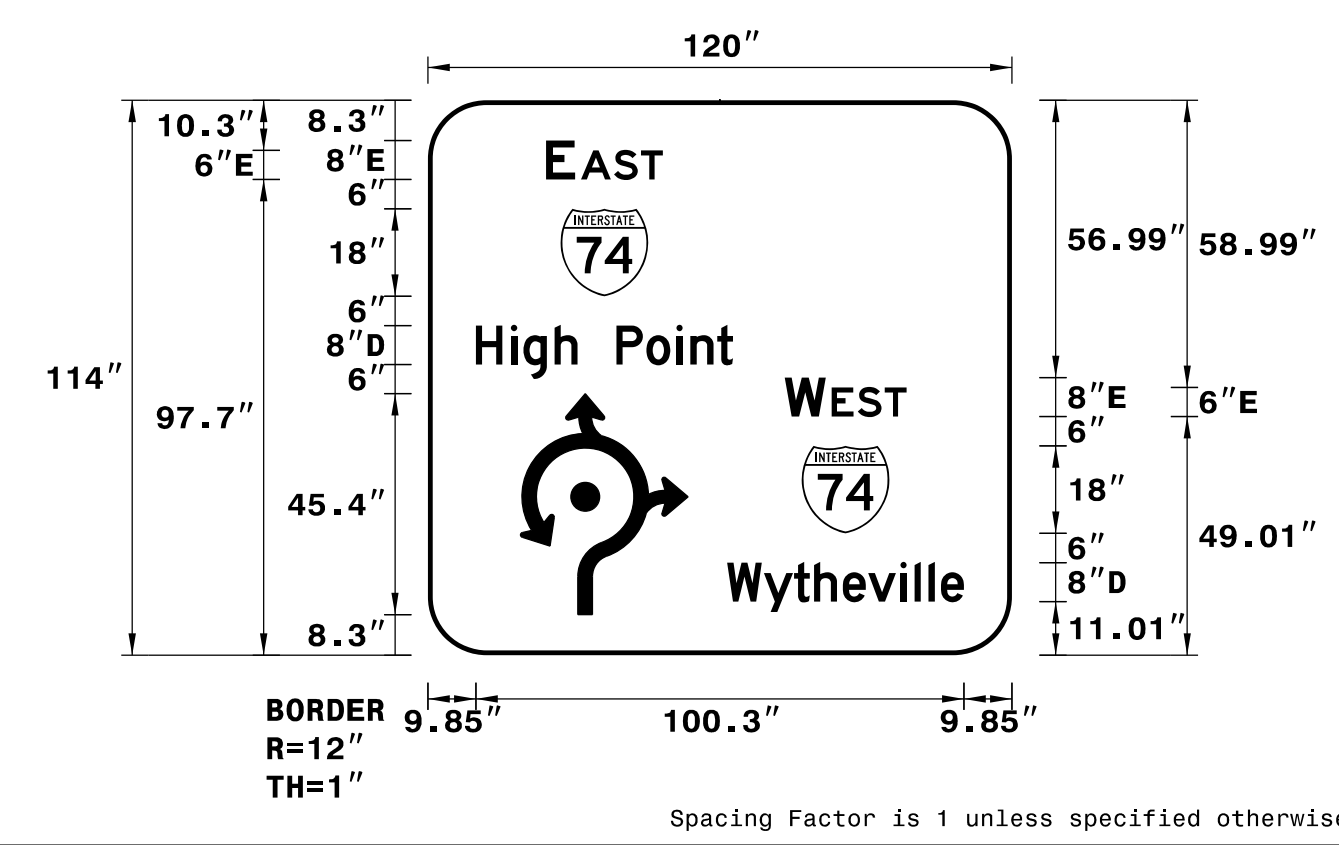 120″
10.3″ 8.3″
6″E 8″E
6″
18″
6″
8″D
6″
114″
97.7″
45.4″
8.3″
EAST
INTERSTATE
74
High Point
WEST
INTERSTATE
74
Wytheville
56.99″ 58.99″
8″E 6″E
6″
18″
6″ 49.01″
8″D
11.01″
BORDER 9.85″ 100.3″ 9.85″
R=12″
TH=1″
Spacing Factor is 1 unless specified otherwise